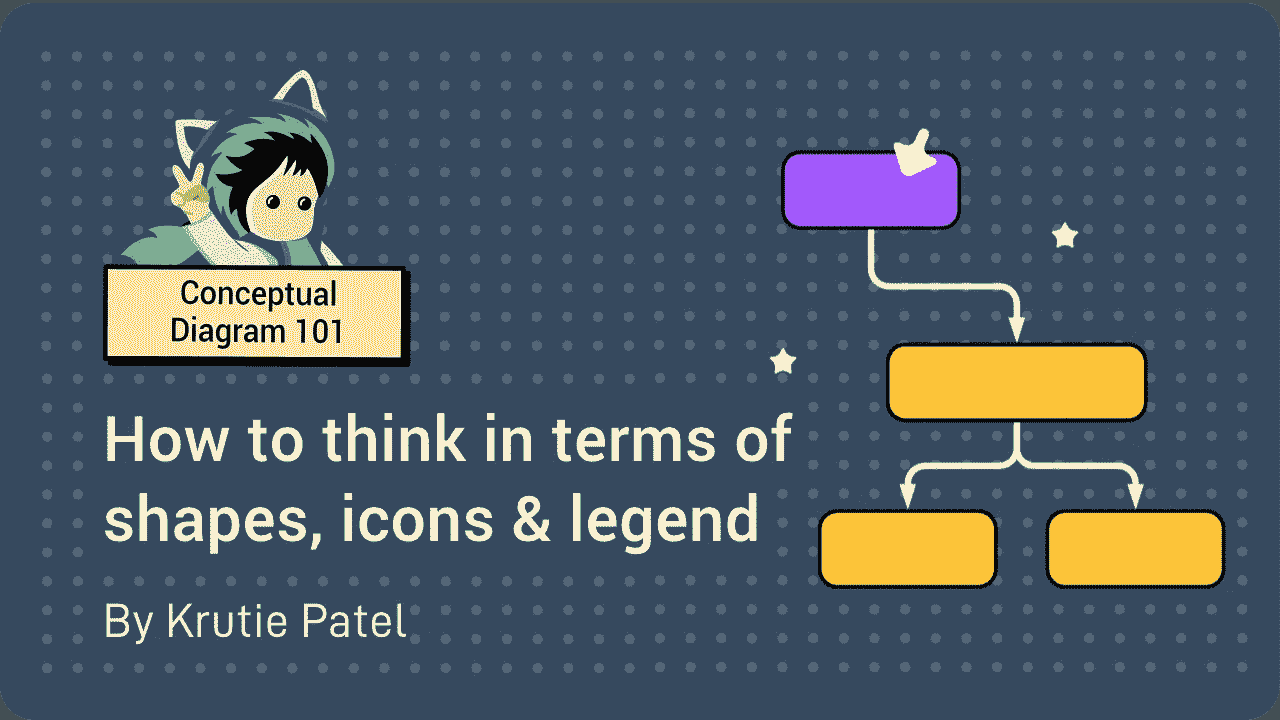 Conceptual
Diagram 101
How to think in terms of
shapes, icons & legend
By Krutie Patel